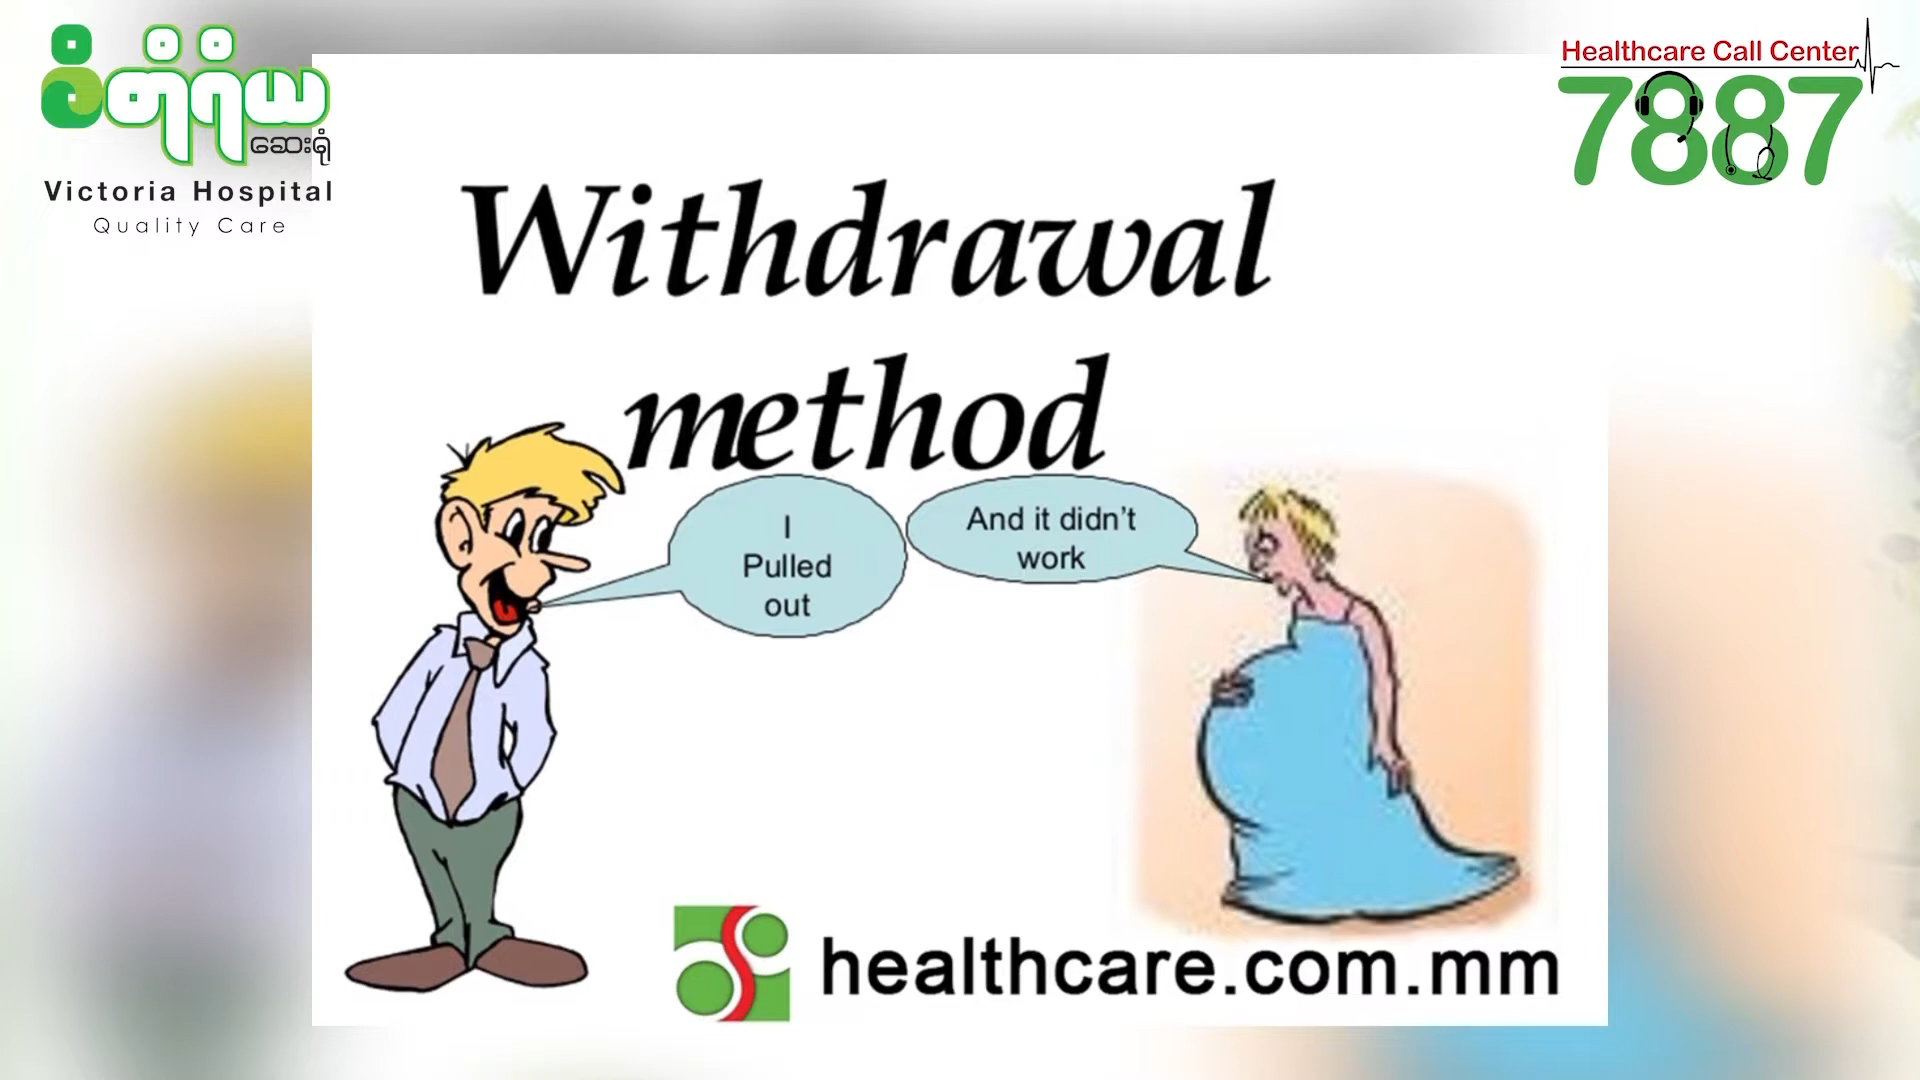 ဝိတိုရိယ
ဆေးရုံ
Victoria Hospital
Quality Care
Healthcare Call Center
7887
Withdrawal
method
I
Pulled
out
And it didn't
work
healthcare.com.mm